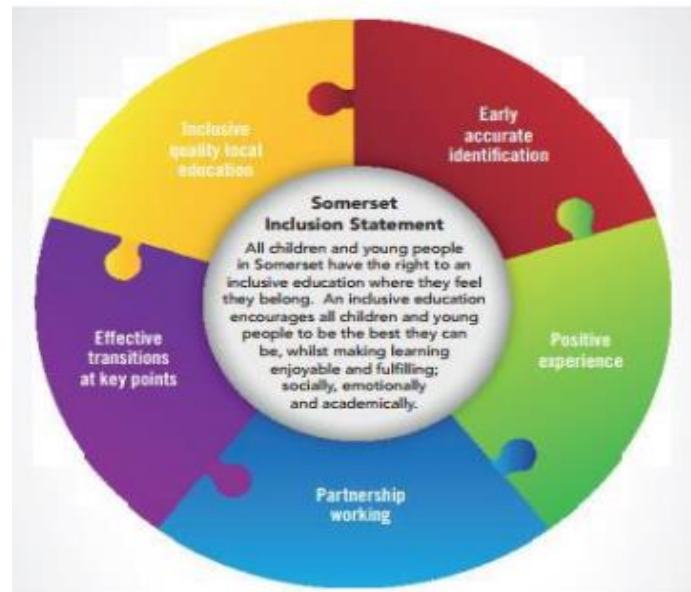 Inclusive
quality local
education
Early
accurate
identification
Somerset
Inclusion Statement
All children and young people
in Somerset have the right to an
inclusive education where they feel
they belong. An inclusive education
encourages all children and young
people to be the best they can
be, whilst making learning
enjoyable and fulfilling;
socially, emotionally
and academically.
Effective
transitions
at key points
Positive
experience
Partnership
working